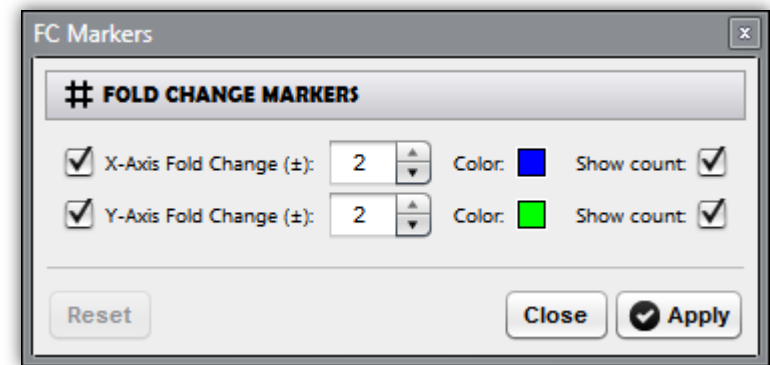 FC Markers x
FOLD CHANGE MARKERS
X-Axis Fold Change (±): 2 Color: Show count:
Y-Axis Fold Change (±): 2 Color: Show count:
Reset Close Apply